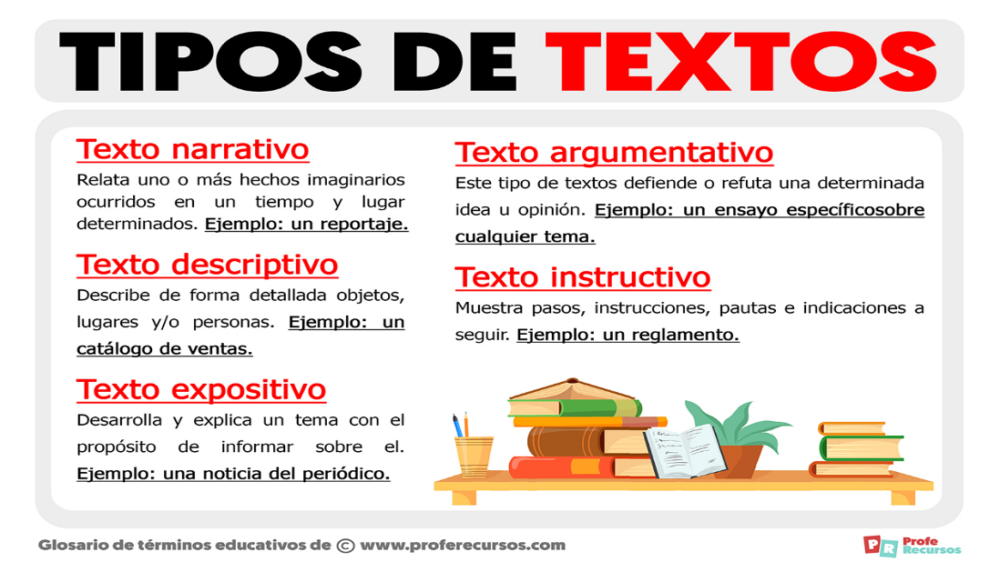 TIPOS DE TEXTOS
Texto narrativo
Relata uno o más hechos imaginarios
ocurridos en un tiempo y lugar
determinados. Ejemplo: un reportaje.
Texto descriptivo
Describe de forma detallada objetos,
lugares y/o personas. Ejemplo: un
catálogo de ventas.
Texto expositivo
Desarrolla y explica un tema con el
propósito de informar sobre el.
Ejemplo: una noticia del periódico.
Texto argumentativo
Este tipo de textos defiende o refuta una determinada
idea u opinión. Ejemplo: un ensayo específicosobre
cualquier tema.
Texto instructivo
Muestra pasos, instrucciones, pautas e indicaciones a
seguir. Ejemplo: un reglamento.
Glosario de términos educativos de © www.proferecursos.com
PR Profe
Recursos